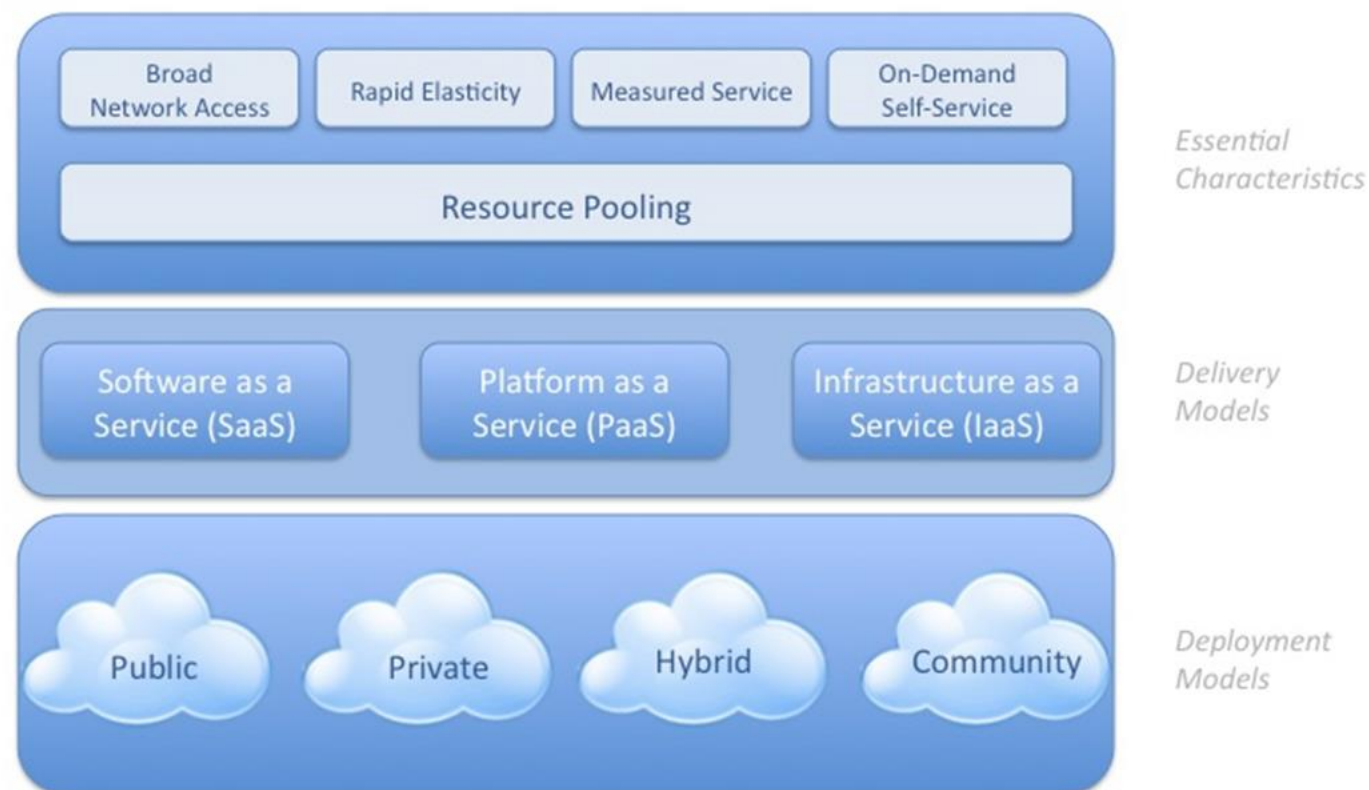 Broad
Network Access
Rapid Elasticity
Measured Service
On-Demand
Self-Service
Resource Pooling
Essential
Characteristics
Software as a
Service (SaaS)
Platform as a
Service (PaaS)
Infrastructure as a
Service (IaaS)
Delivery
Models
Public
Private
Hybrid
Community
Deployment
Models